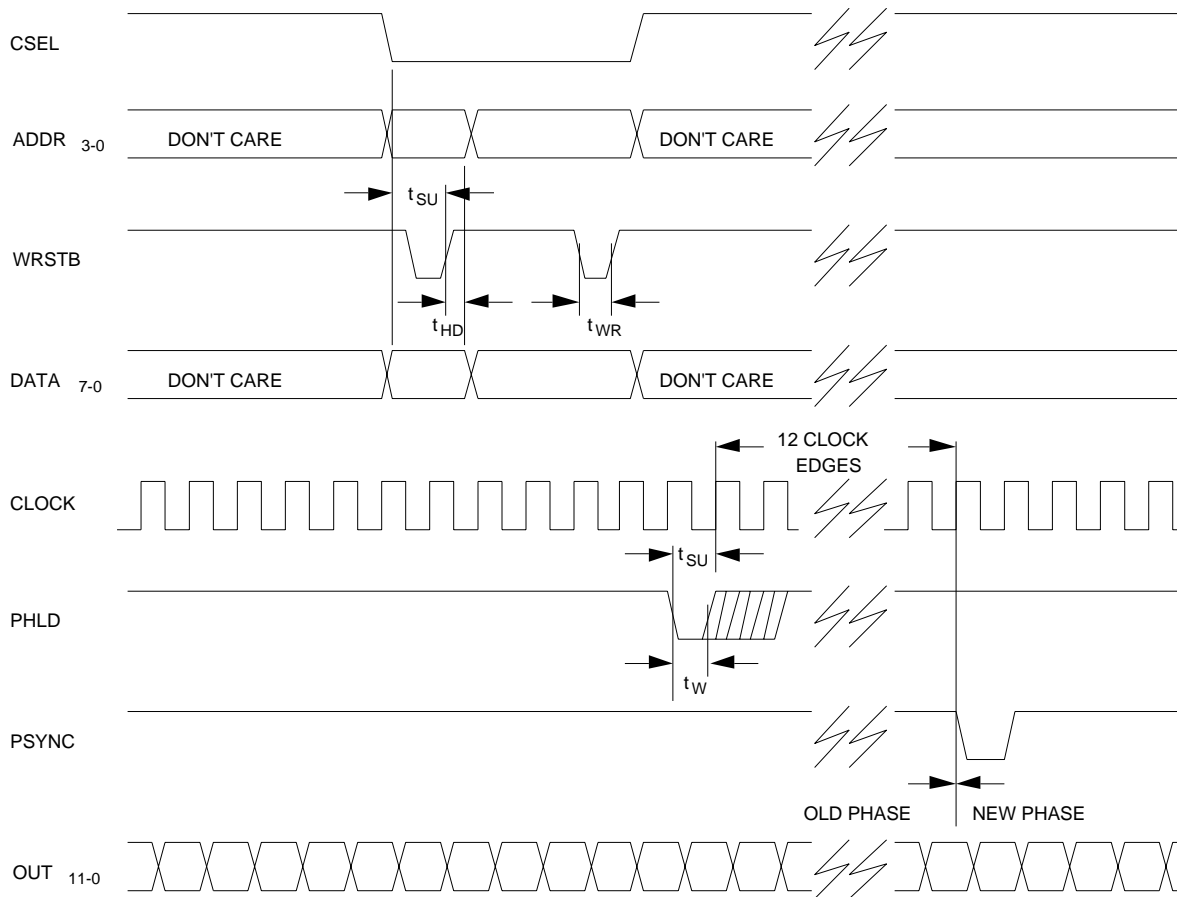 CSEL
ADDR 3-0 DON'T CARE DON'T CARE
t SU
WRSTB
t HD t WR
DATA 7-0 DON'T CARE DON'T CARE
12 CLOCK
EDGES
CLOCK
t SU
PHLD
t W
PSYNC
OLD PHASE NEW PHASE
OUT 11-0